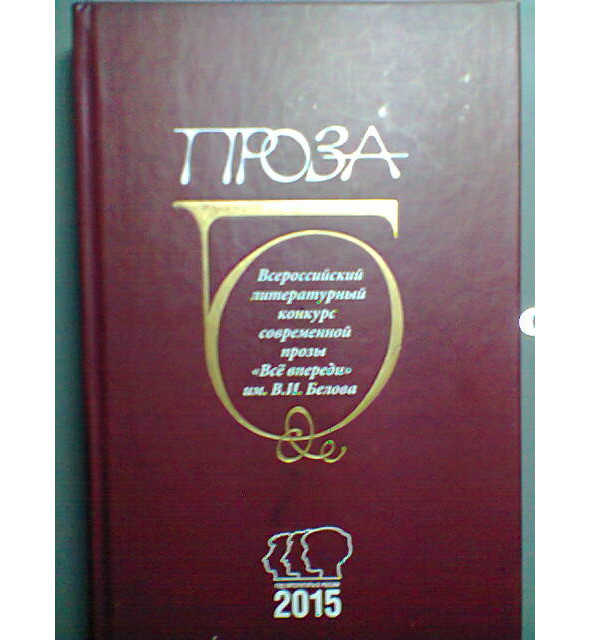 ПРОЗА
Б
Всероссийский
литературный
конкурс
современной
прозы
«Всё впереди»
им. В.И. Белова
2015